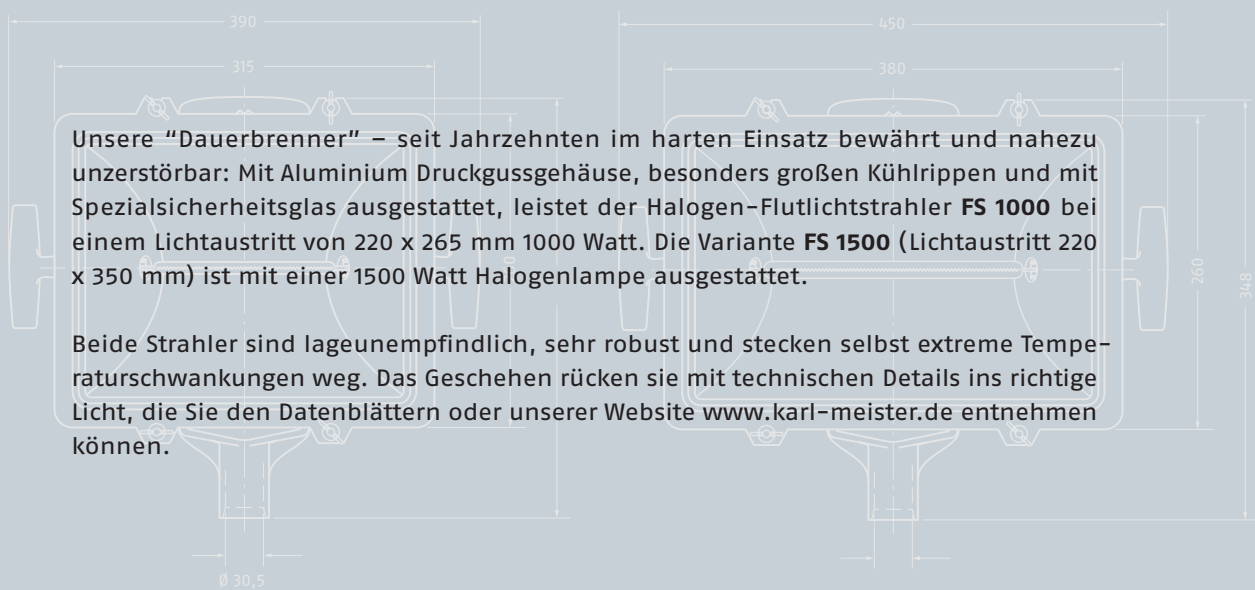 390
450
315
380
Unsere “Dauerbrenner” – seit Jahrzehnten im harten Einsatz bewährt und nahezu
unzerstörbar: Mit Aluminium Druckgussgehäuse, besonders großen Kühlrippen und mit
Spezialsicherheitsglas ausgestattet, leistet der Halogen-Flutlichtstrahler FS 1000 bei
einem Lichtaustritt von 220 x 265 mm 1000 Watt. Die Variante FS 1500 (Lichtaustritt 220
x 350 mm) ist mit einer 1500 Watt Halogenlampe ausgestattet.
260
348
Beide Strahler sind lageunempfindlich, sehr robust und stecken selbst extreme Tempe-
raturschwankungen weg. Das Geschehen rücken sie mit technischen Details ins richtige
Licht, die Sie den Datenblättern oder unserer Website www.karl-meister.de entnehmen
können.
Ø 30,5